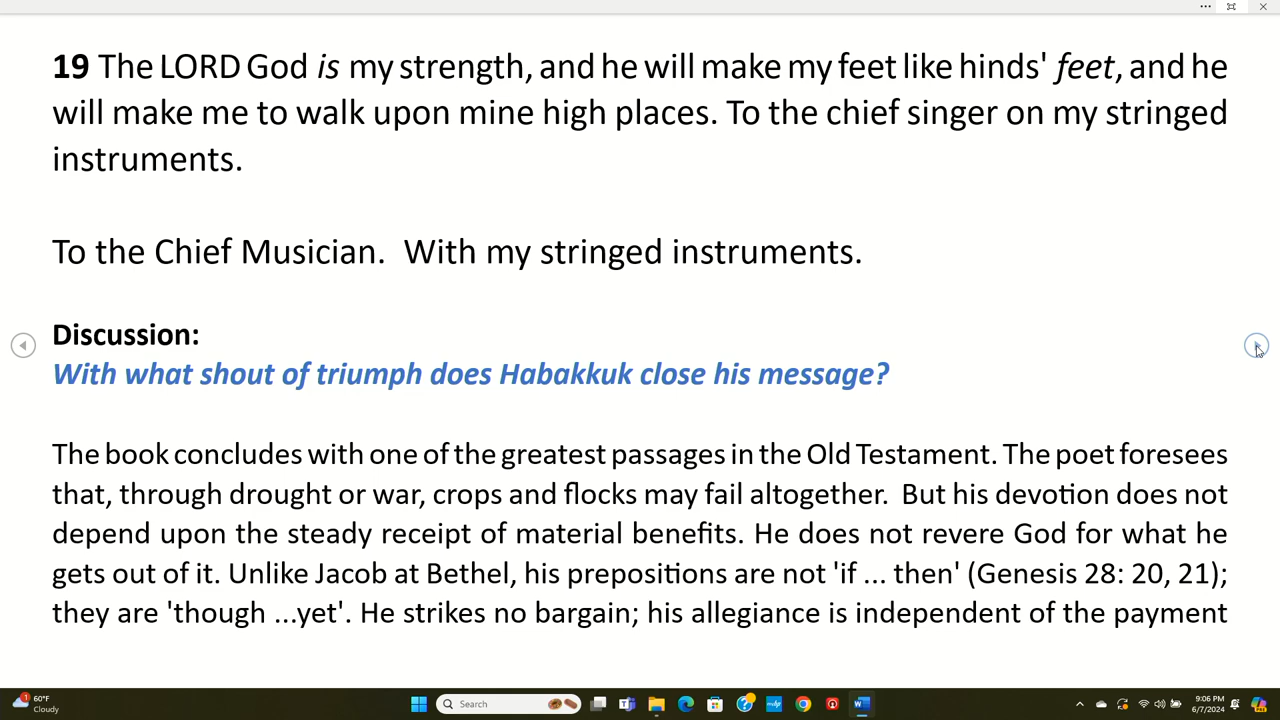 19 The LORD God is my strength, and he will make my feet like hinds' feet, and he
will make me to walk upon mine high places. To the chief singer on my stringed
instruments.
To the Chief Musician.  With my stringed instruments.
Discussion:
With what shout of triumph does Habakkuk close his message?
The book concludes with one of the greatest passages in the Old Testament. The poet foresees
that, through drought or war, crops and flocks may fail altogether.  But his devotion does not
depend upon the steady receipt of material benefits. He does not revere God for what he
gets out of it. Unlike Jacob at Bethel, his prepositions are not 'if ... then' (Genesis 28: 20, 21);
they are 'though ...yet'. He strikes no bargain; his allegiance is independent of the payment
1
60°F
Cloudy
Search
9:06 PM
6/7/2024